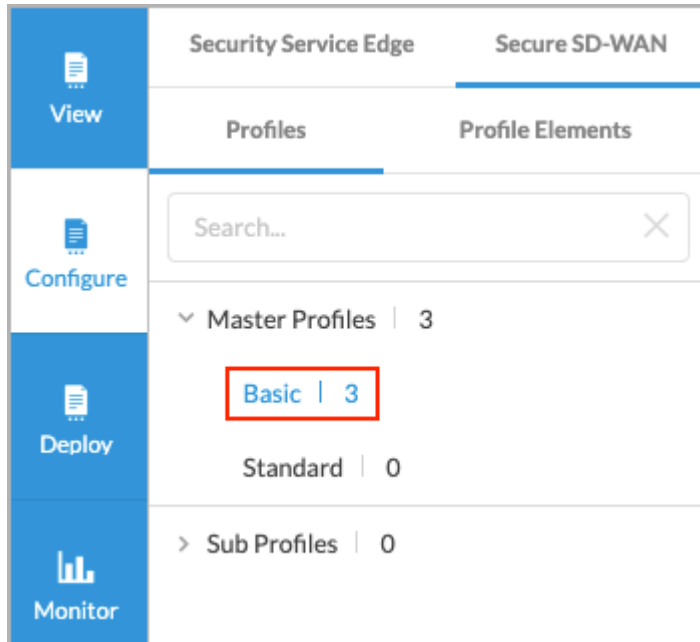 View
Configure
Deploy
Monitor
Security Service Edge
Secure SD-WAN
Profiles
Profile Elements
Search...
Master Profiles | 3
Basic | 3
Standard | 0
Sub Profiles | 0